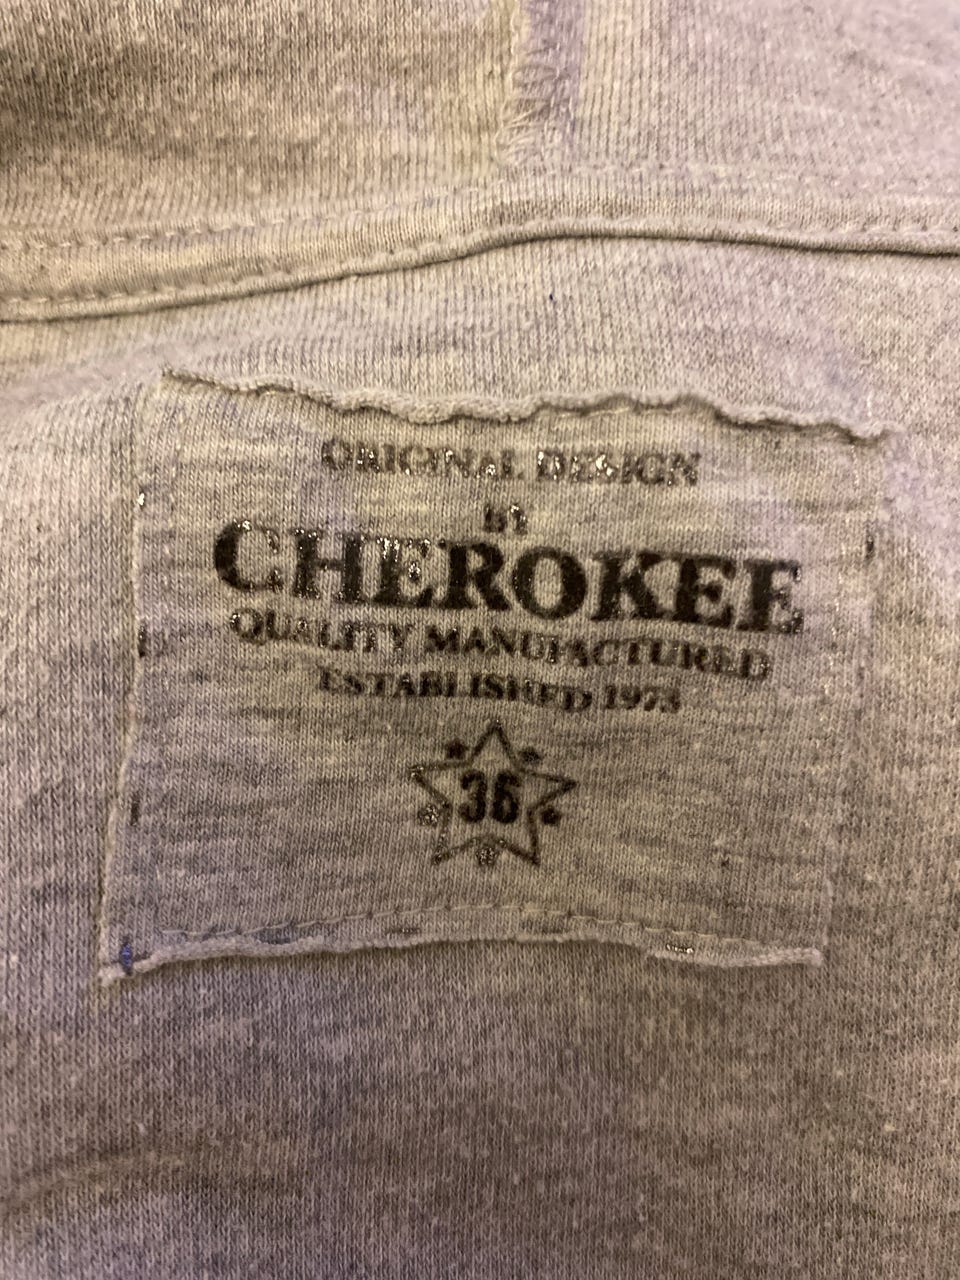 ORIGINAL DESIGN
BY
CHEROKEE
QUALITY MANUFACTURED
ESTABLISHED 1973
36